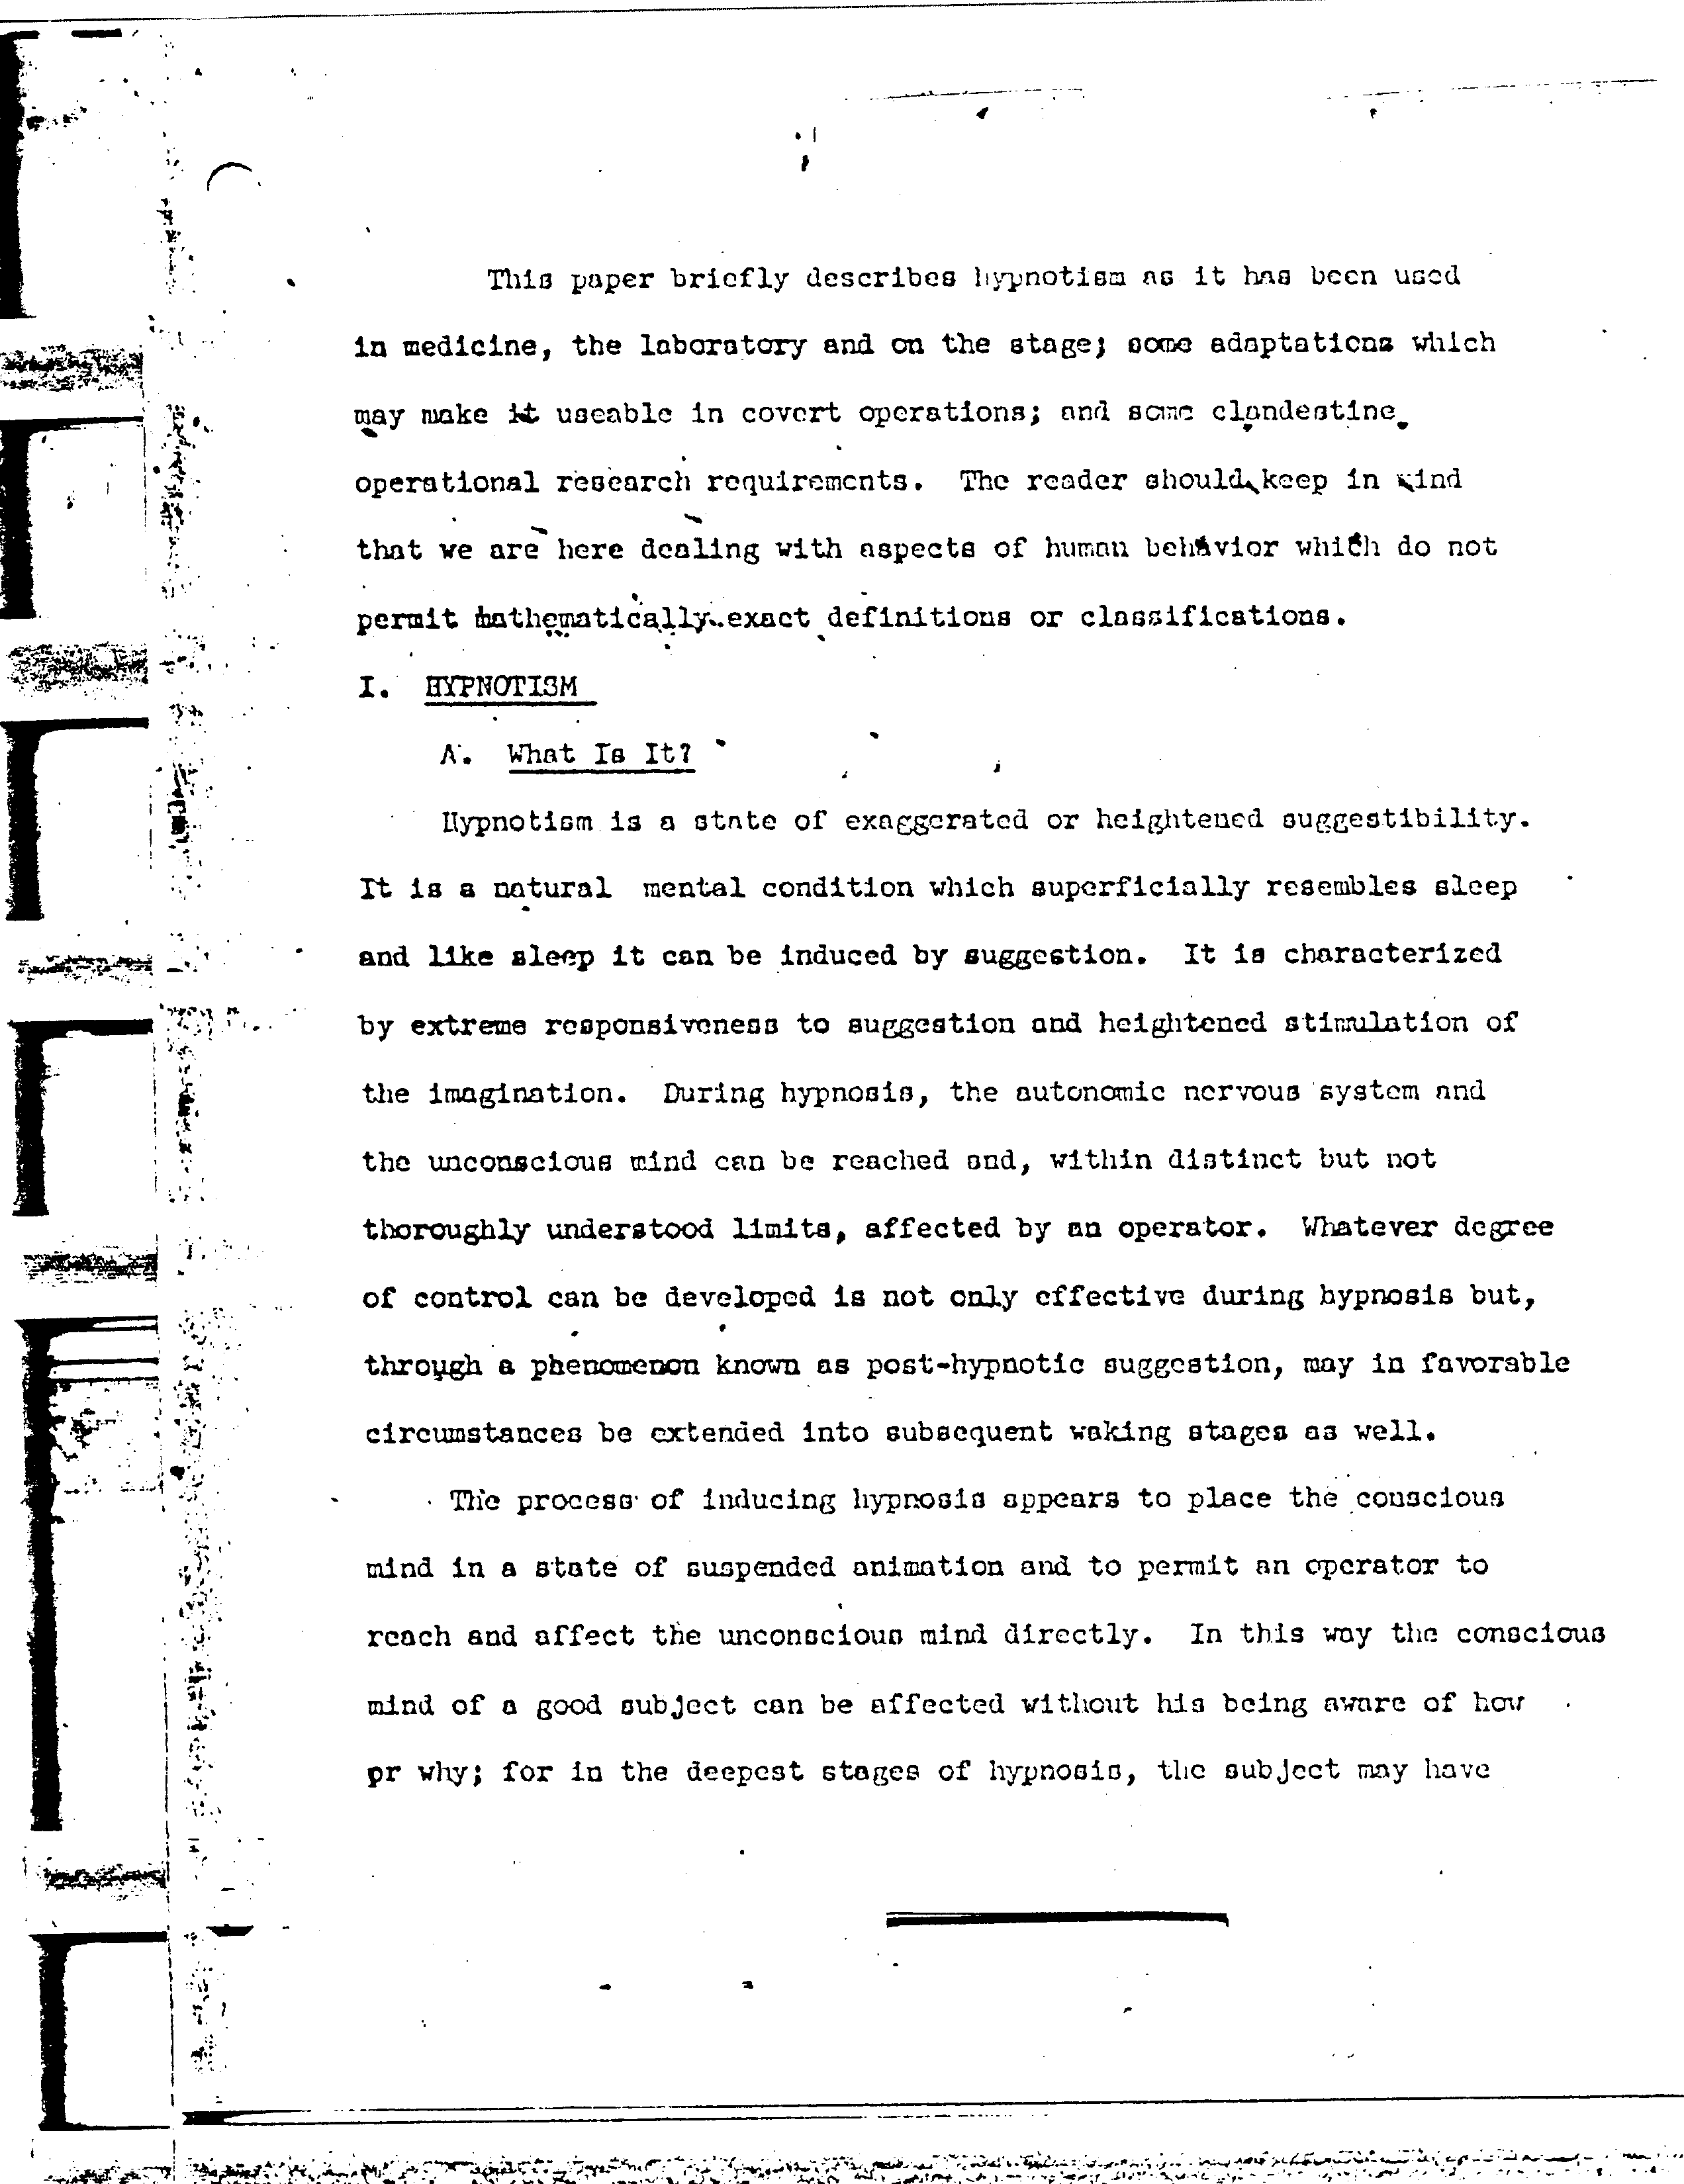 This paper briefly describes hypnotism as it has been used
in medicine, the laboratory and on the stage; some adaptations which
may make it useable in covert operations; and some clandestine
operational research requirements. The reader should keep in mind
that we are here dealing with aspects of human behavior which do not
permit mathematically exact definitions or classifications.
I. HYPNOTISM
A. What Is It?
Hypnotism is a state of exaggerated or heightened suggestibility.
It is a natural mental condition which superficially resembles sleep
and like sleep it can be induced by suggestion. It is characterized
by extreme responsiveness to suggestion and heightened stimulation of
the imagination. During hypnosis, the autonomic nervous system and
the unconscious mind can be reached and, within distinct but not
thoroughly understood limits, affected by an operator. Whatever degree
of control can be developed is not only effective during hypnosis but,
through a phenomenon known as post-hypnotic suggestion, may in favorable
circumstances be extended into subsequent waking stages as well.
The process of inducing hypnosis appears to place the conscious
mind in a state of suspended animation and to permit an operator to
reach and affect the unconscious mind directly. In this way the conscious
mind of a good subject can be affected without his being aware of how
pr why; for in the deepest stages of hypnosis, the subject may have